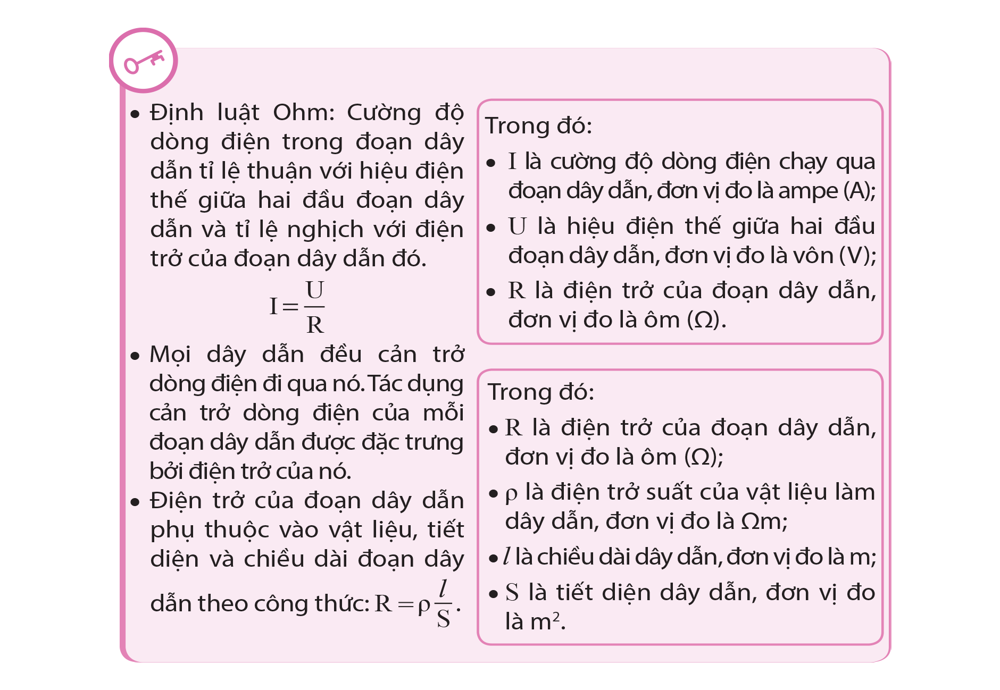 • Định luật Ohm: Cường độ
dòng điện trong đoạn dây
dẫn tỉ lệ thuận với hiệu điện
thế giữa hai đầu đoạn dây
dẫn và tỉ lệ nghịch với điện
trở của đoạn dây dẫn đó.
I = U/R
• Mọi dây dẫn đều cản trở
dòng điện đi qua nó. Tác dụng
cản trở dòng điện của mỗi
đoạn dây dẫn được đặc trưng
bởi điện trở của nó.
• Điện trở của đoạn dây dẫn
phụ thuộc vào vật liệu, tiết
diện và chiều dài đoạn dây
dẫn theo công thức: R = ρ l/S.
Trong đó:
• I là cường độ dòng điện chạy qua
đoạn dây dẫn, đơn vị đo là ampe (A);
• U là hiệu điện thế giữa hai đầu
đoạn dây dẫn, đơn vị đo là vôn (V);
• R là điện trở của đoạn dây dẫn,
đơn vị đo là ôm (Ω).
Trong đó:
• R là điện trở của đoạn dây dẫn,
đơn vị đo là ôm (Ω);
• ρ là điện trở suất của vật liệu làm
dây dẫn, đơn vị đo là Ωm;
• l là chiều dài dây dẫn, đơn vị đo là m;
• S là tiết diện dây dẫn, đơn vị đo
là m².